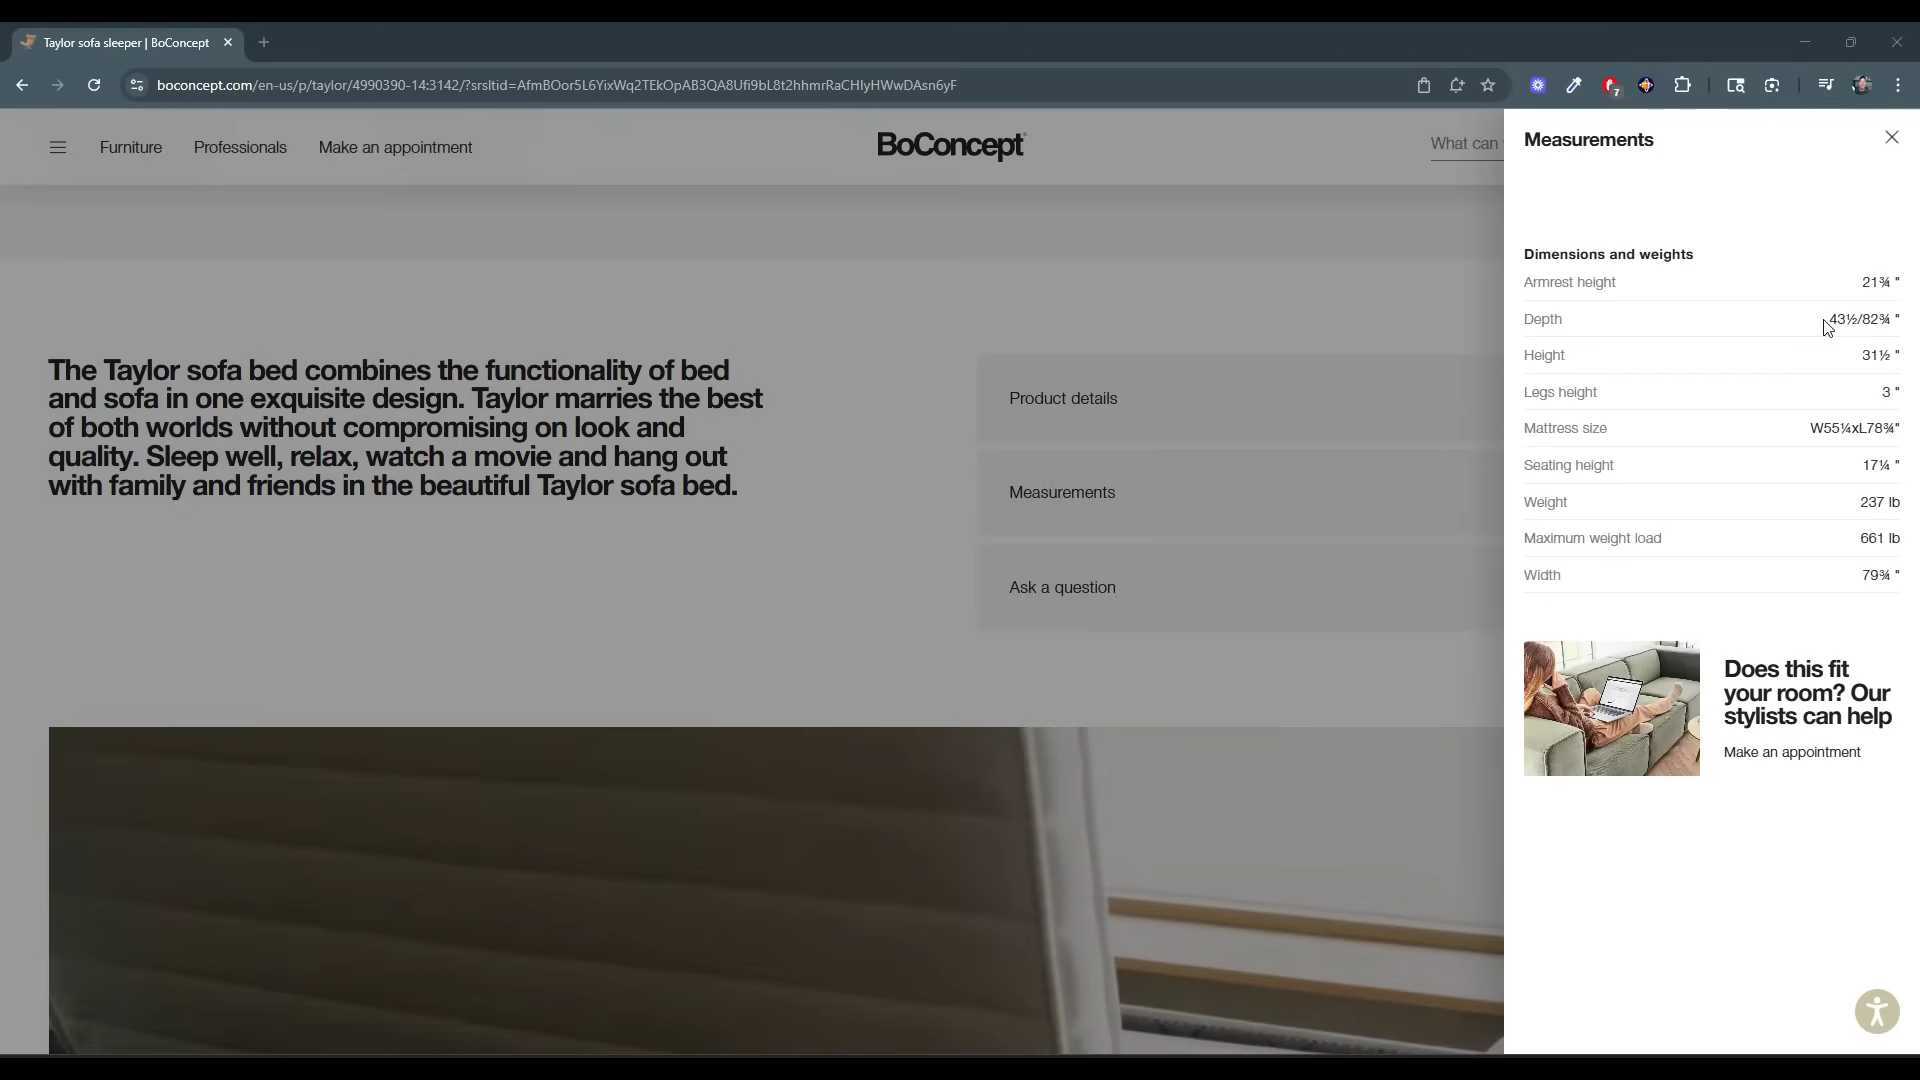 Taylor sofa sleeper | BoConcept
boconcept.com/en-us/p/taylor/4990390-14:3142/?srsltid=AfmBOor5L6YixWq2TEkOpAB3QA8Ufi9bL8t2hhmrRaCHlyHWwDAsn6yF
7
Furniture
Professionals
Make an appointment
BoConcept
What can
The Taylor sofa bed combines the functionality of bed
and sofa in one exquisite design. Taylor marries the best
of both worlds without compromising on look and
quality. Sleep well, relax, watch a movie and hang out
with family and friends in the beautiful Taylor sofa bed.
Product details
Measurements
Ask a question
Measurements
Dimensions and weights
Armrest height 21¾ "
Depth 43½/82¾ "
Height 31½ "
Legs height 3 "
Mattress size W55¼xL78¾"
Seating height 17¼ "
Weight 237 lb
Maximum weight load 661 lb
Width 79¾ "
Does this fit
your room? Our
stylists can help
Make an appointment